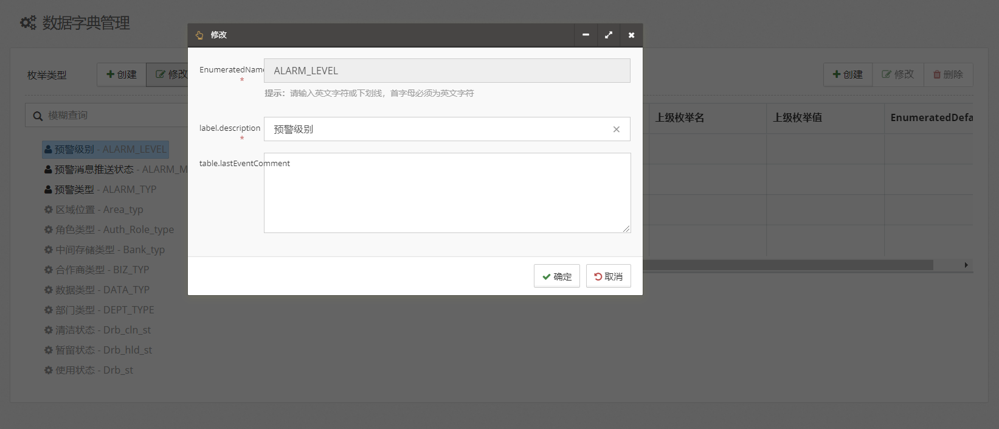 数据字典管理
修改
枚举类型
创建
修改
创建
修改
删除
EnumeratedName
*
ALARM_LEVEL
提示：请输入英文字符或下划线，首字母必须为英文字符
模糊查询
上级枚举名
上级枚举值
EnumeratedDefa
label.description
*
预警级别
预警级别 - ALARM_LEVEL
table.lastEventComment
预警消息推送状态 - ALARM_M
预警类型 - ALARM_TYP
区域位置 - Area_typ
角色类型 - Auth_Role_type
中间存储类型 - Bank_typ
合作商类型 - BIZ_TYP
确定
取消
数据类型 - DATA_TYP
部门类型 - DEPT_TYPE
清洁状态 - Drb_cln_st
暂留状态 - Drb_hld_st
使用状态 - Drb_st